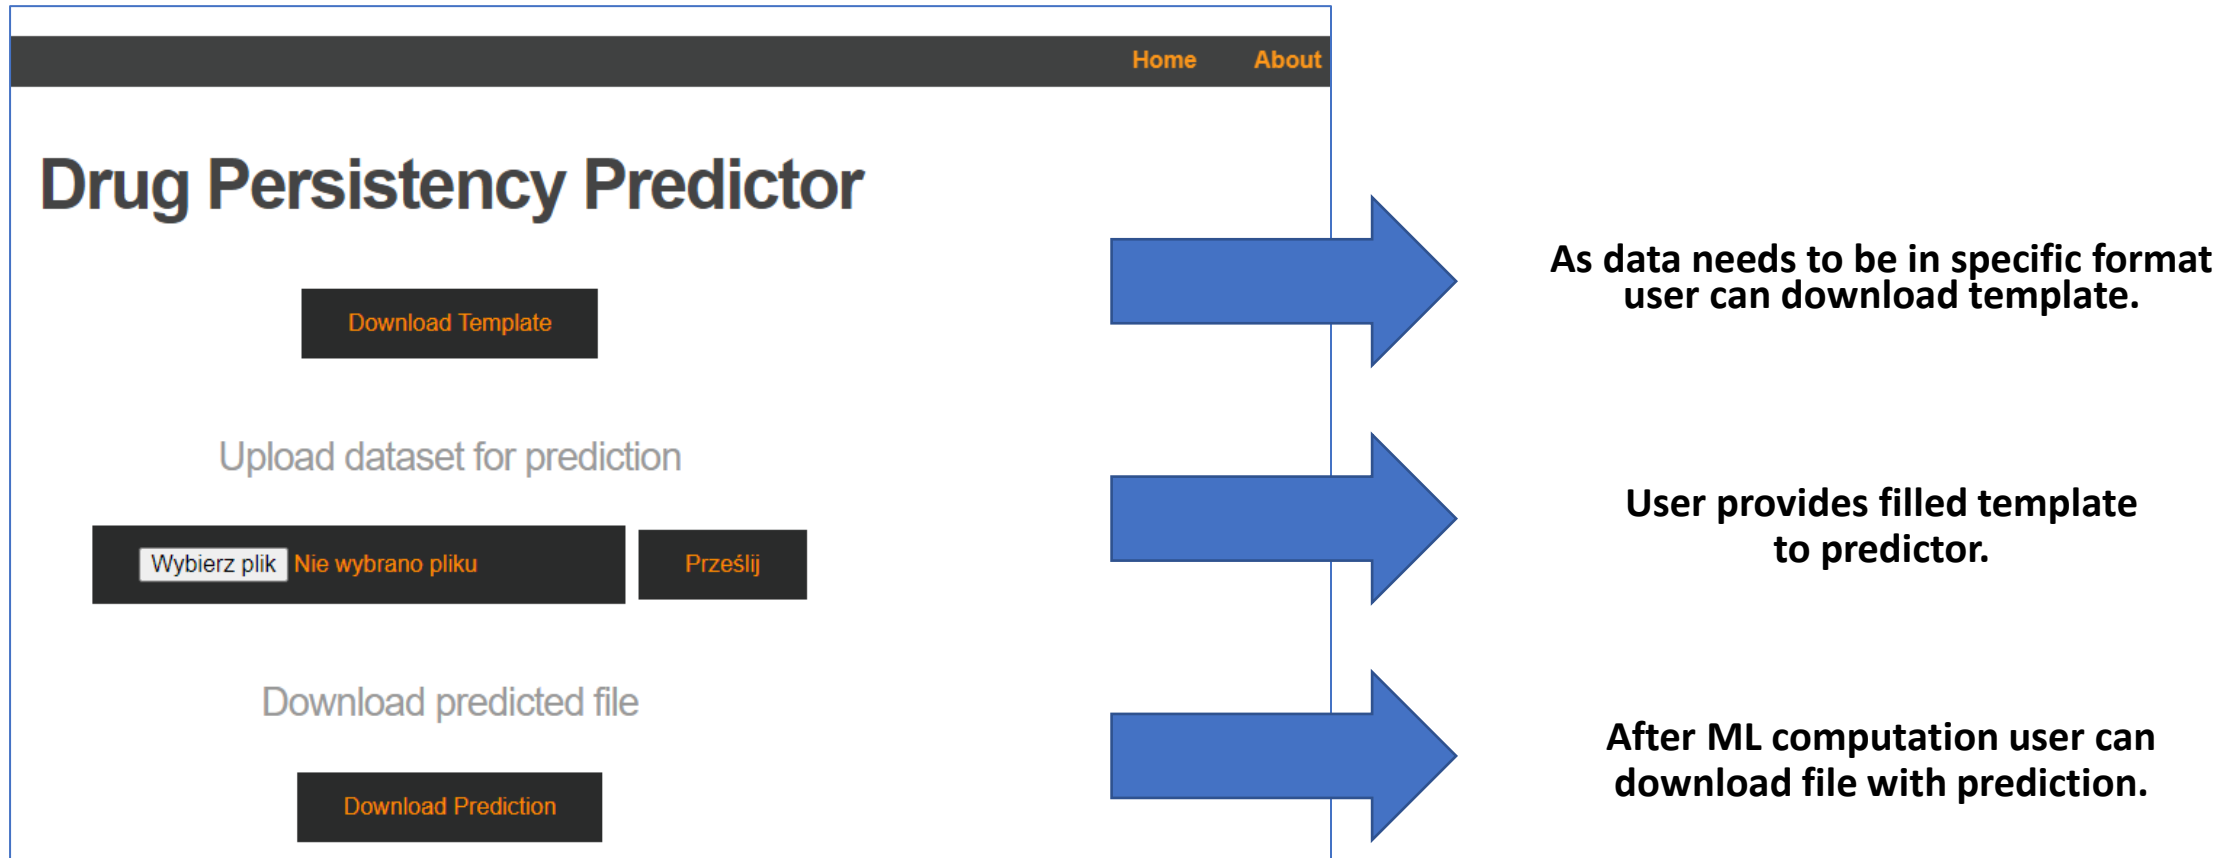 Home About
Drug Persistency Predictor
Download Template
As data needs to be in specific format
user can download template.
Upload dataset for prediction
Wybierz plik Nie wybrano pliku Prześlij
User provides filled template
to predictor.
Download predicted file
Download Prediction
After ML computation user can
download file with prediction.